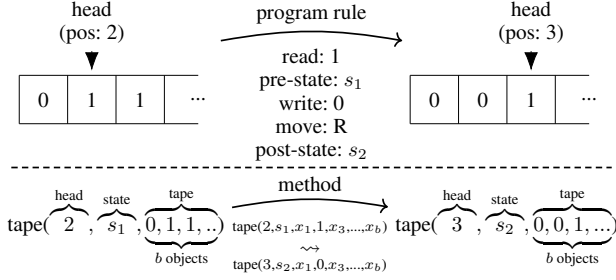 head
(pos: 2)
program rule
head
(pos: 3)
0 1 1 ...
read: 1
pre-state: s₁
write: 0
move: R
post-state: s₂
0 0 1 ...
method
head state tape
tape( 2 , s₁ , 0,1,1,.. )
b objects
tape(2,s₁,x₁,1,x₃,...,x_b)
⇝
tape(3,s₂,x₁,0,x₃,...,x_b)
head state tape
tape( 3 , s₂ , 0,0,1,... )
b objects